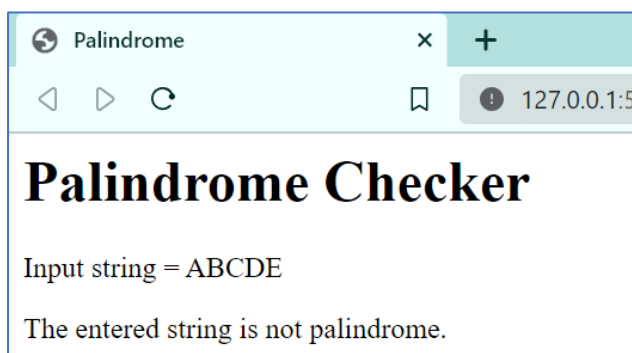 Palindrome
127.0.0.1:5
Palindrome Checker
Input string = ABCDE
The entered string is not palindrome.